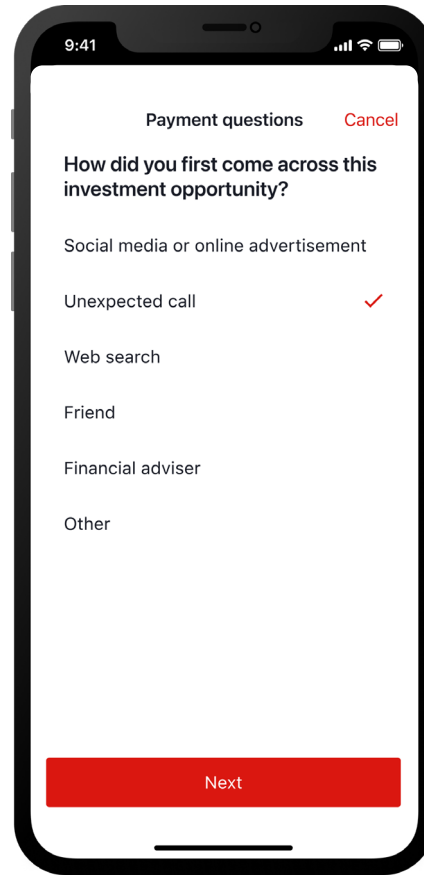 9:41
Payment questions
Cancel
How did you first come across this
investment opportunity?
Social media or online advertisement
Unexpected call
Web search
Friend
Financial adviser
Other
Next